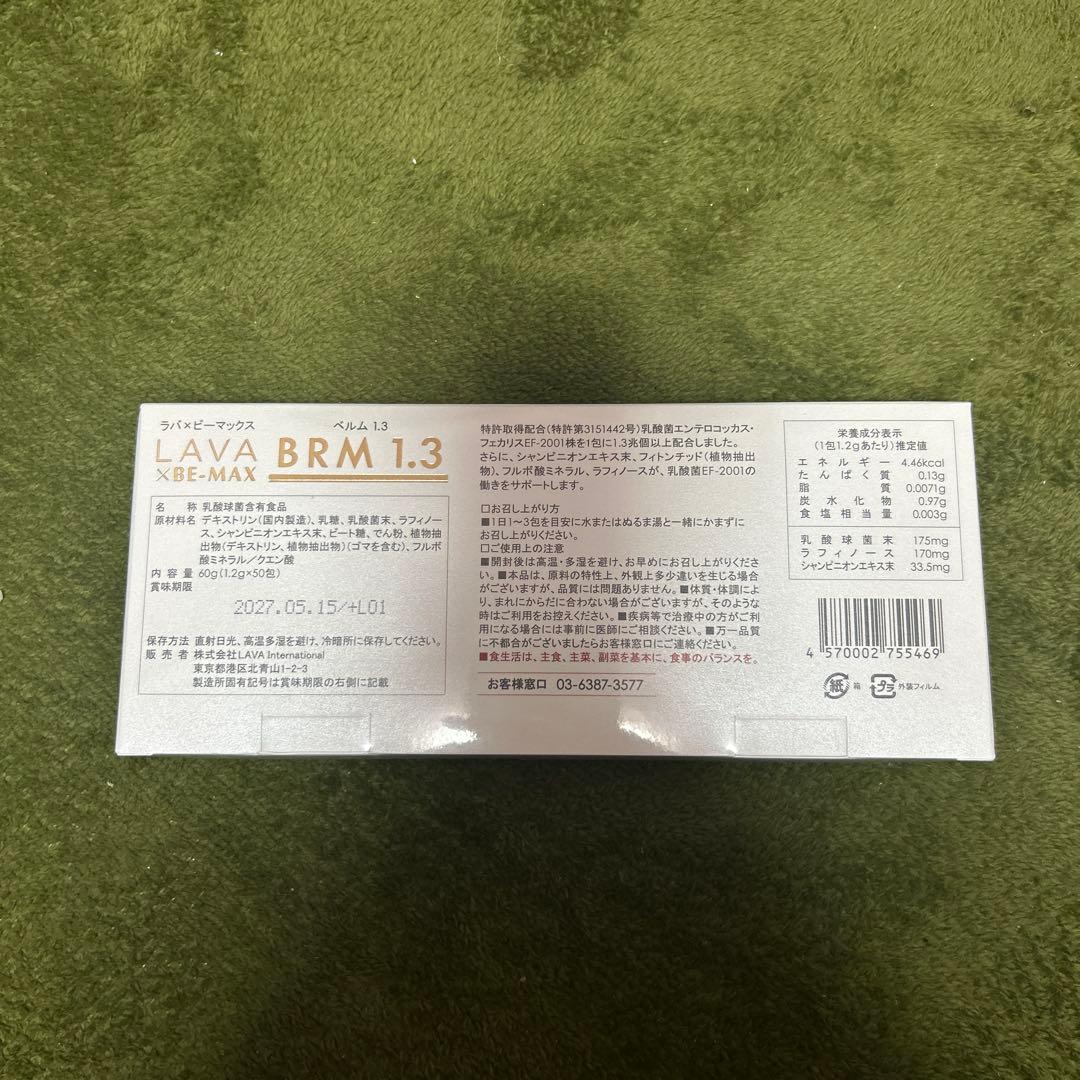 ラバ×ビーマックス ベルム 1.3
LAVA
×BE-MAX BRM 1.3
名 称 乳酸球菌含有食品
原材料名 デキストリン(国内製造)、乳糖、乳酸菌末、ラフィノー
ス、シャンピニオンエキス末、ビート糖、でん粉、植物抽
出物(デキストリン、植物抽出物)(ゴマを含む)、フルボ
酸ミネラル/クエン酸
内 容 量 60g(1.2g×50包)
賞味期限
2027.05.15/+L01
保存方法 直射日光、高温多湿を避け、冷暗所に保存してください。
販 売 者 株式会社LAVA International
東京都港区北青山1-2-3
製造所固有記号は賞味期限の右側に記載
特許取得配合(特許第3151442号)乳酸菌エンテロコッカス・
フェカリスEF-2001株を1包に1.3兆個以上配合しました。
さらに、シャンピニオンエキス末、フィトンチッド(植物抽出
物)、フルボ酸ミネラル、ラフィノースが、乳酸菌EF-2001の
働きをサポートします。
□お召し上がり方
■1日1~3包を目安に水またはぬるま湯と一緒にかまずに
お召し上がりください。
□ご使用上の注意
■開封後は高温・多湿を避け、お早めにお召し上がりくださ
い。■本品は、原料の特性上、外観上多少違いを生じる場合
がございますが、品質には問題ありません。■体質・体調によ
り、まれにからだに合わない場合がございますが、そのような
時はご利用をお控えください。■疾病等で治療中の方がご利
用になる場合には事前に医師にご相談ください。■万一品質
に不都合がございましたらお客様窓口にご連絡ください。
■食生活は、主食、主菜、副菜を基本に、食事のバランスを。
お客様窓口 03-6387-3577
栄養成分表示
(1包1.2gあたり)推定値
エネルギー 4.46kcal
たんぱく質 0.13g
脂質 0.0071g
炭水化物 0.97g
食塩相当量 0.003g
乳酸球菌末 175mg
ラフィノース 170mg
シャンピニオンエキス末 33.5mg
4 570002 755469
紙 箱 プラ 外装フィルム